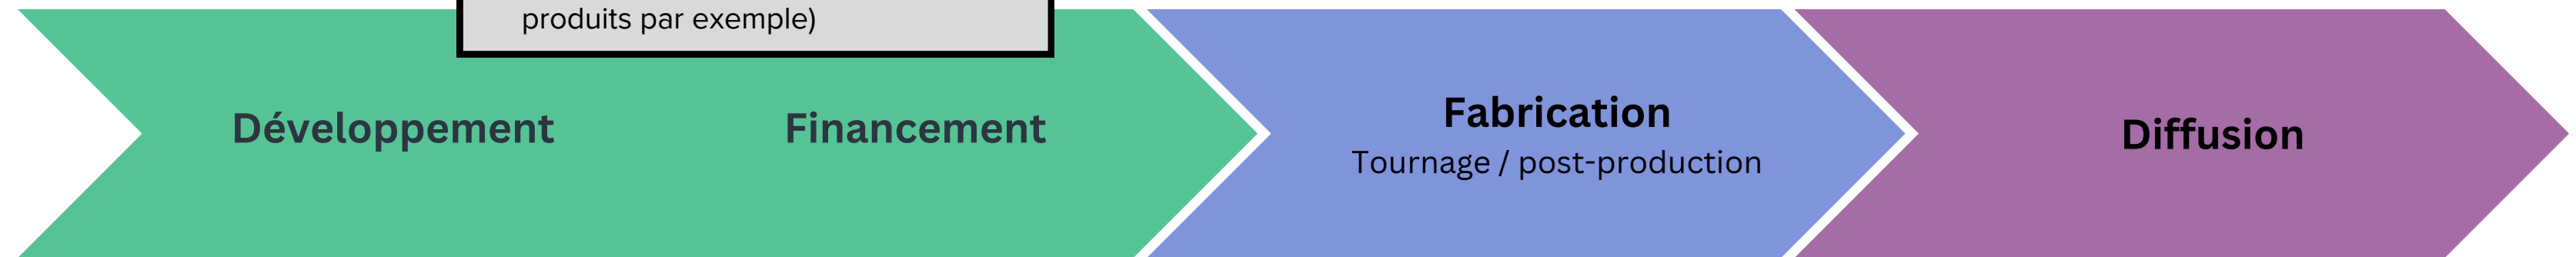 produits par exemple)
Développement
Financement
Fabrication
Tournage / post-production
Diffusion